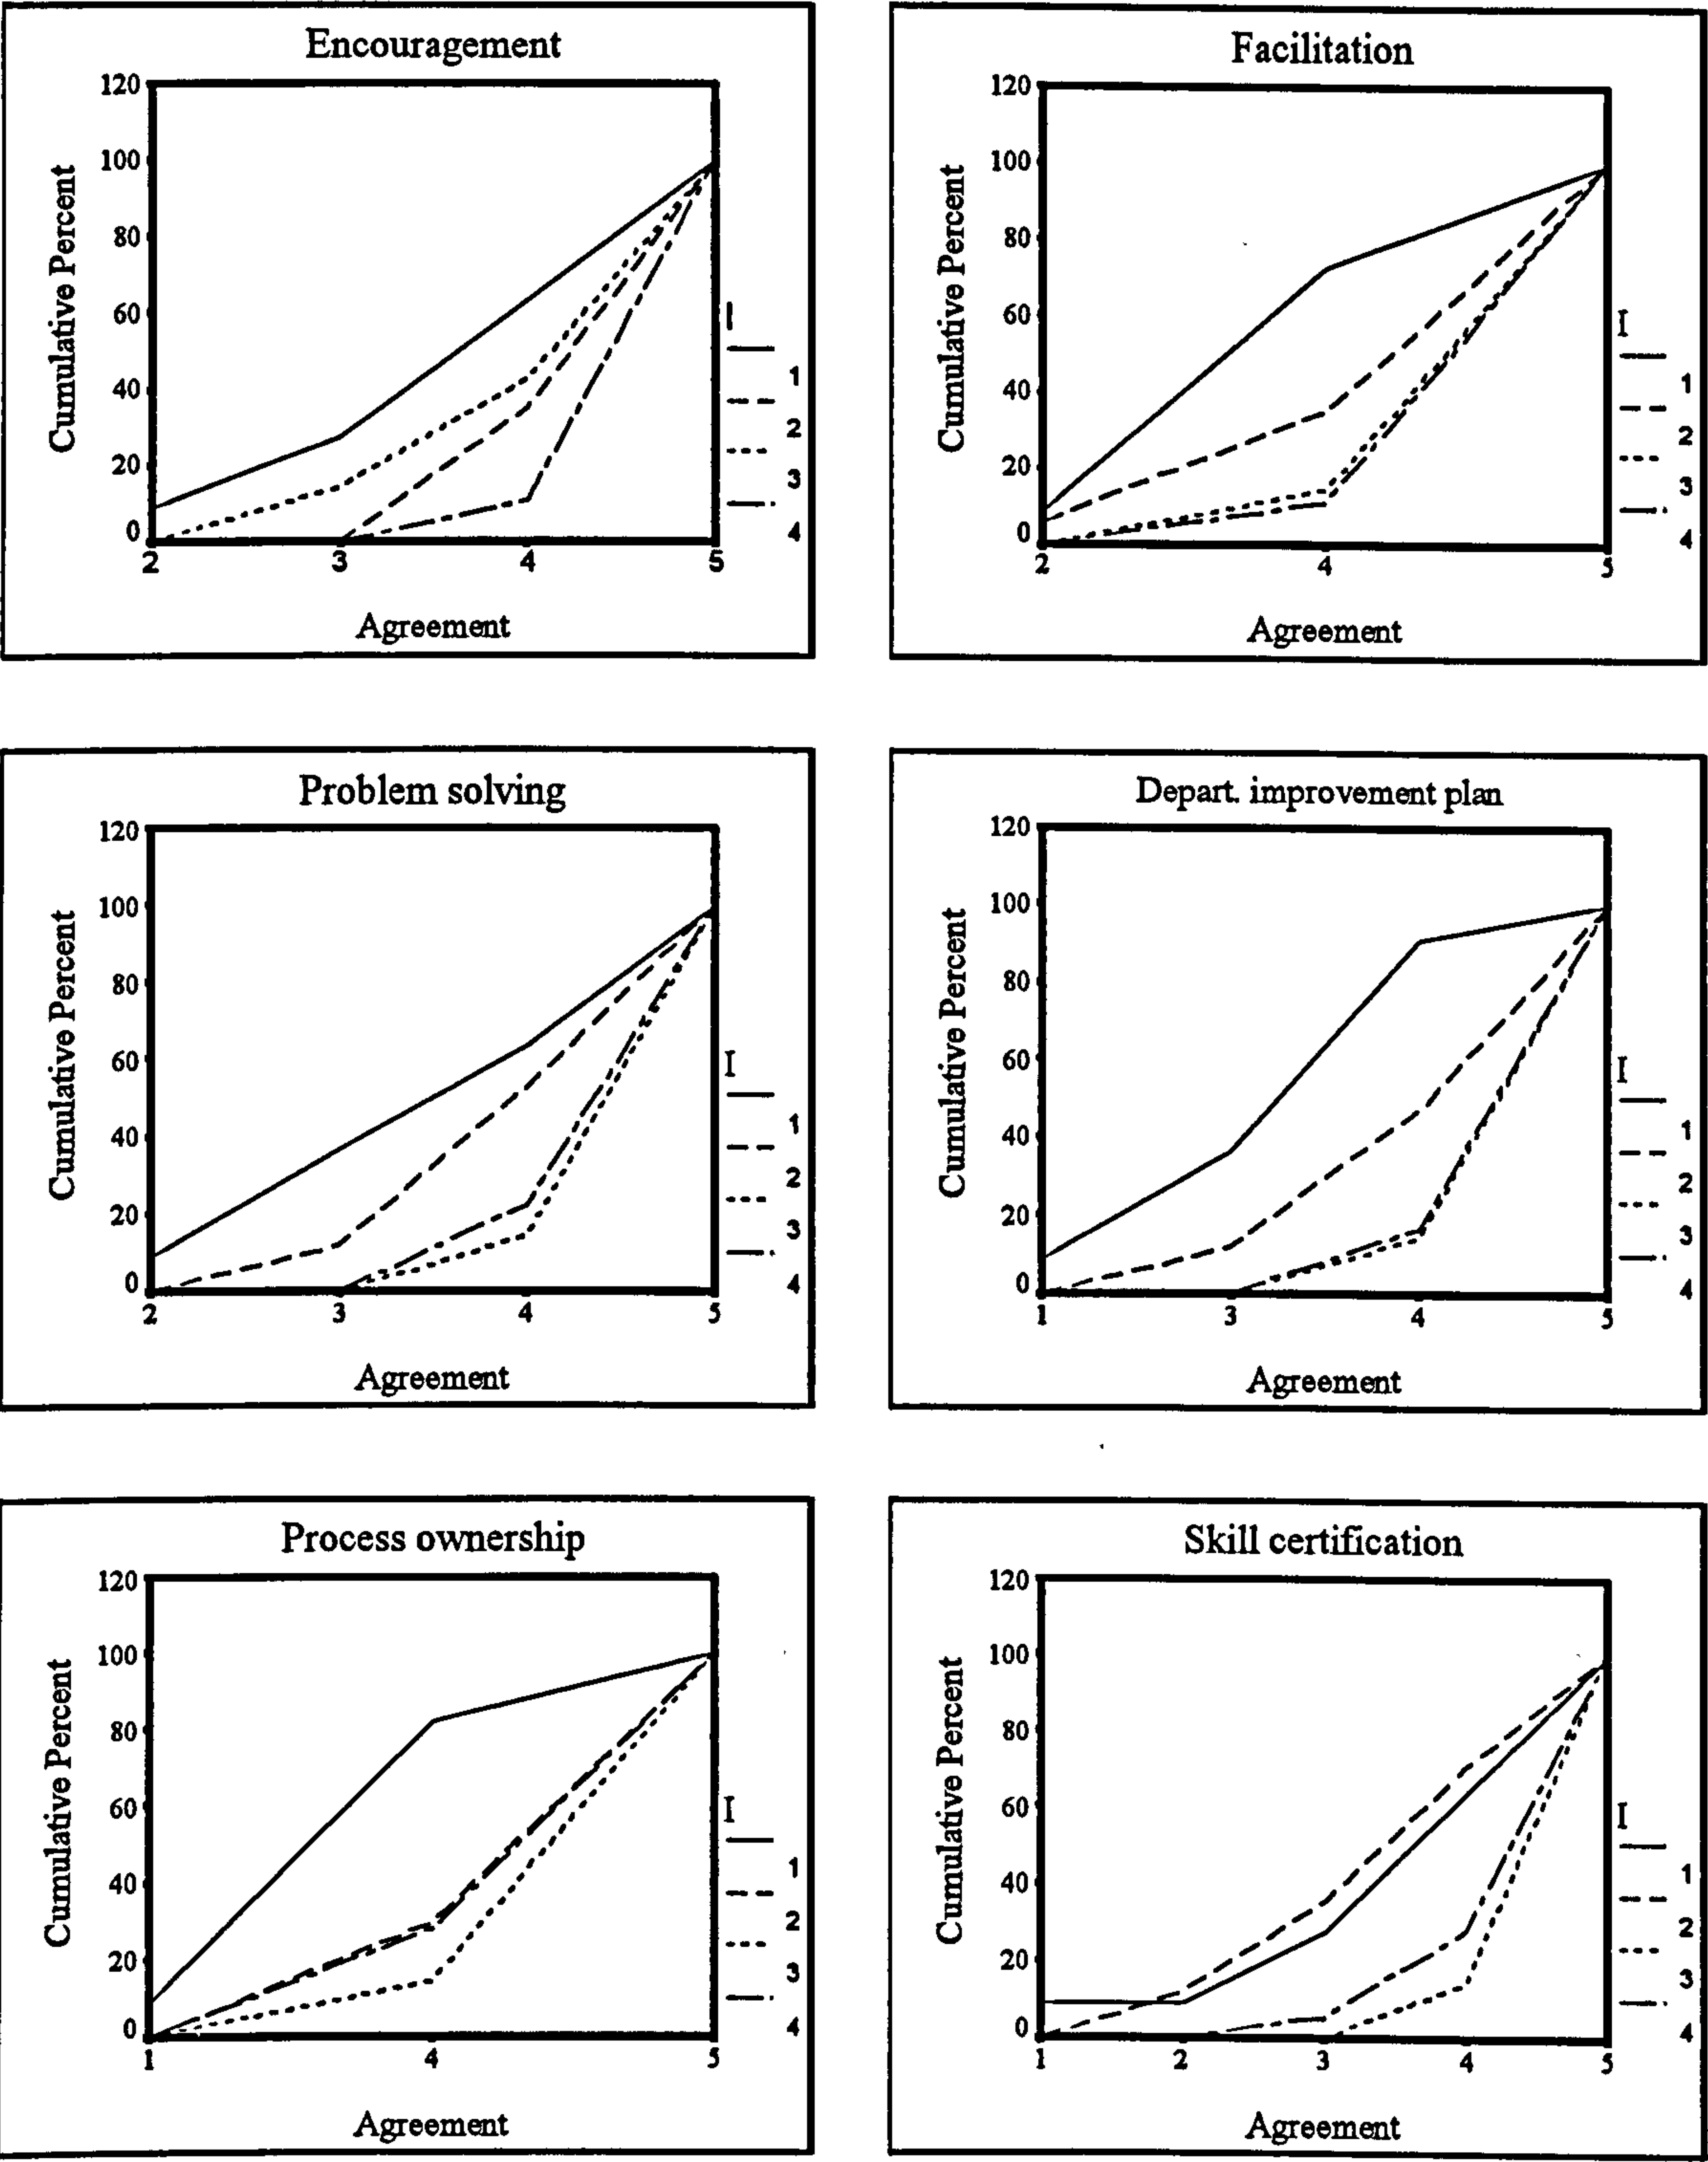 Encouragement
120
100
80
60
40
20
0
Cumulative Percent
2 3 4 5
Agreement
I
1
2
3
4
Facilitation
120
100
80
60
40
20
0
Cumulative Percent
2 4 5
Agreement
I
1
2
3
4
Problem solving
120
100
80
60
40
20
0
Cumulative Percent
2 3 4 5
Agreement
I
1
2
3
4
Depart. improvement plan
120
100
80
60
40
20
0
Cumulative Percent
1 3 4 5
Agreement
I
1
2
3
4
Process ownership
120
100
80
60
40
20
0
Cumulative Percent
1 4 5
Agreement
I
1
2
3
4
Skill certification
120
100
80
60
40
20
0
Cumulative Percent
1 2 3 4 5
Agreement
I
1
2
3
4